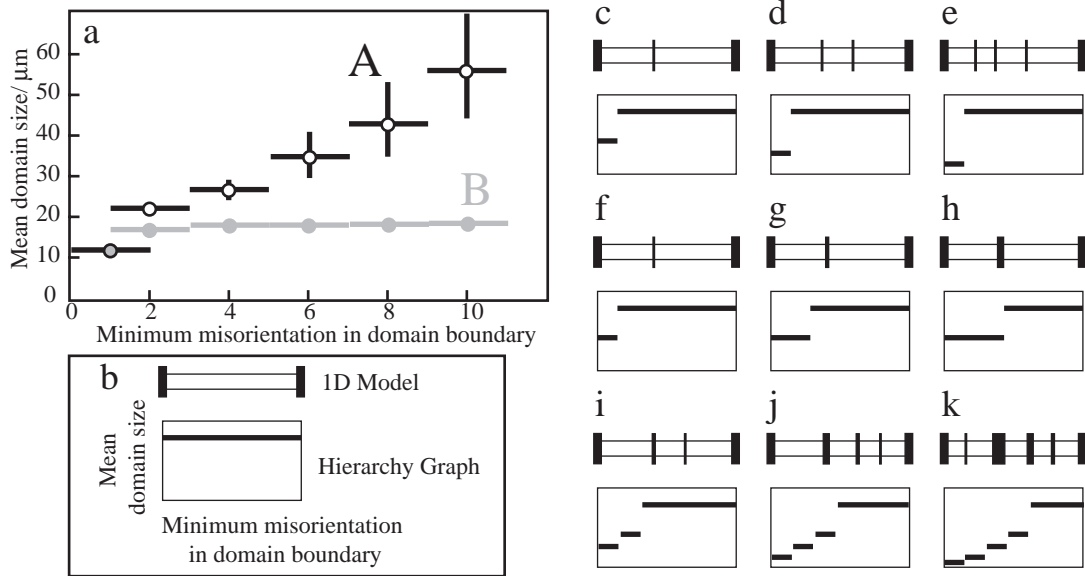 a
Mean domain size/ μm
60
50
40
30
20
10
0
A
B
0 2 4 6 8 10
Minimum misorientation in domain boundary
b
1D Model
Mean
domain size
Hierarchy Graph
Minimum misorientation
in domain boundary
c d e
f g h
i j k